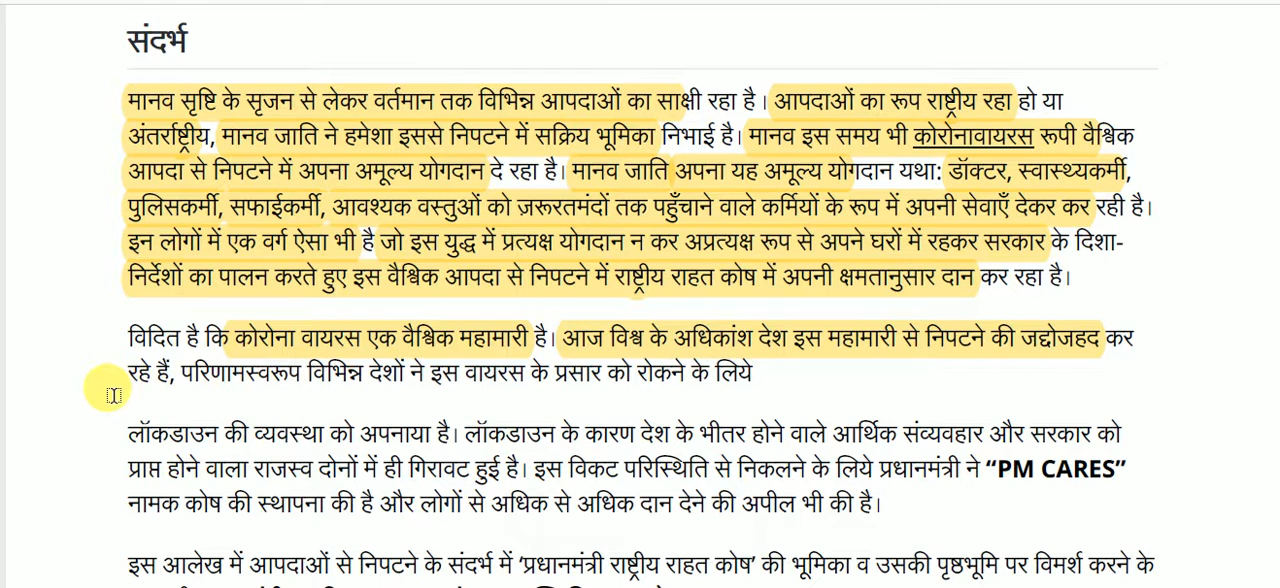 संदर्भ
मानव सृष्टि के सृजन से लेकर वर्तमान तक विभिन्न आपदाओं का साक्षी रहा है। आपदाओं का रूप राष्ट्रीय रहा हो या
अंतर्राष्ट्रीय, मानव जाति ने हमेशा इससे निपटने में सक्रिय भूमिका निभाई है। मानव इस समय भी कोरोनावायरस रूपी वैश्विक
आपदा से निपटने में अपना अमूल्य योगदान दे रहा है। मानव जाति अपना यह अमूल्य योगदान यथा: डॉक्टर, स्वास्थ्यकर्मी,
पुलिसकर्मी, सफाईकर्मी, आवश्यक वस्तुओं को ज़रूरतमंदों तक पहुँचाने वाले कर्मियों के रूप में अपनी सेवाएँ देकर कर रही है।
इन लोगों में एक वर्ग ऐसा भी है जो इस युद्ध में प्रत्यक्ष योगदान न कर अप्रत्यक्ष रूप से अपने घरों में रहकर सरकार के दिशा-
निर्देशों का पालन करते हुए इस वैश्विक आपदा से निपटने में राष्ट्रीय राहत कोष में अपनी क्षमतानुसार दान कर रहा है।
विदित है कि कोरोना वायरस एक वैश्विक महामारी है। आज विश्व के अधिकांश देश इस महामारी से निपटने की जद्दोजहद कर
रहे हैं, परिणामस्वरूप विभिन्न देशों ने इस वायरस के प्रसार को रोकने के लिये
लॉकडाउन की व्यवस्था को अपनाया है। लॉकडाउन के कारण देश के भीतर होने वाले आर्थिक संव्यवहार और सरकार को
प्राप्त होने वाला राजस्व दोनों में ही गिरावट हुई है। इस विकट परिस्थिति से निकलने के लिये प्रधानमंत्री ने “PM CARES”
नामक कोष की स्थापना की है और लोगों से अधिक से अधिक दान देने की अपील भी की है।
इस आलेख में आपदाओं से निपटने के संदर्भ में ‘प्रधानमंत्री राष्ट्रीय राहत कोष’ की भूमिका व उसकी पृष्ठभूमि पर विमर्श करने के